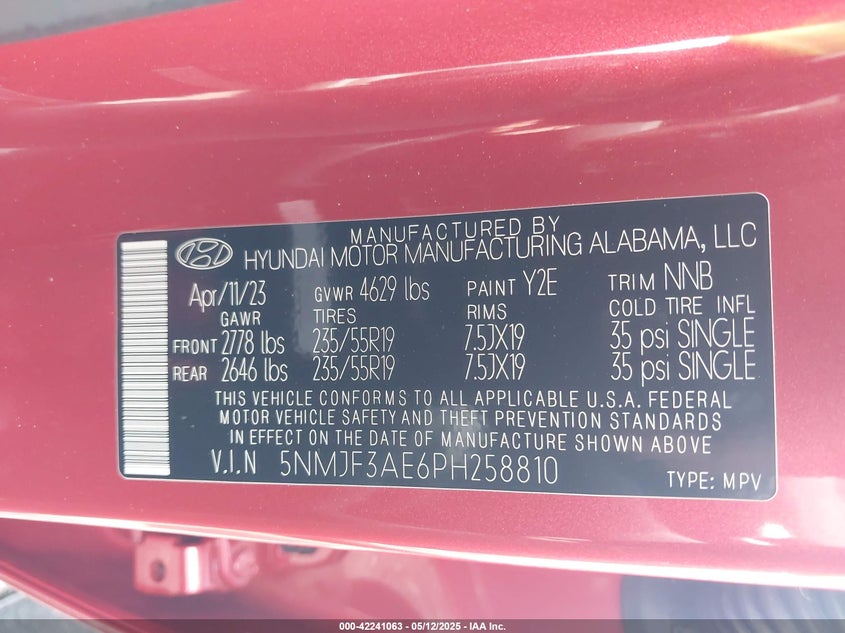 MANUFACTURED BY
HYUNDAI MOTOR MANUFACTURING ALABAMA, LLC
Apr/11/23 GVWR 4629 lbs PAINT Y2E TRIM NNB
GAWR TIRES RIMS COLD TIRE INFL
FRONT 2778 lbs 235/55R19 7.5JX19 35 psi SINGLE
REAR 2646 lbs 235/55R19 7.5JX19 35 psi SINGLE
THIS VEHICLE CONFORMS TO ALL APPLICABLE U.S.A. FEDERAL
MOTOR VEHICLE SAFETY AND THEFT PREVENTION STANDARDS
IN EFFECT ON THE DATE OF MANUFACTURE SHOWN ABOVE
V.I.N 5NMJF3AE6PH258810
TYPE: MPV
000-42241063 - 05/12/2025 - IAA Inc.